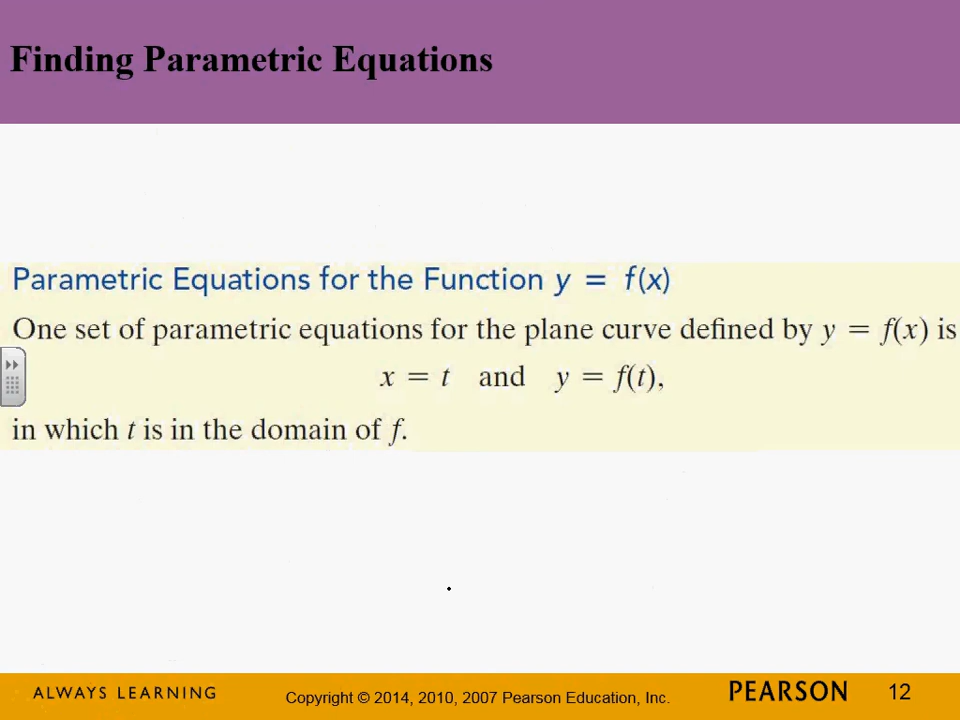 Finding Parametric Equations
Parametric Equations for the Function y = f(x)
One set of parametric equations for the plane curve defined by y = f(x) is
x = t and y = f(t),
in which t is in the domain of f.
ALWAYS LEARNING
Copyright © 2014, 2010, 2007 Pearson Education, Inc.
PEARSON
12